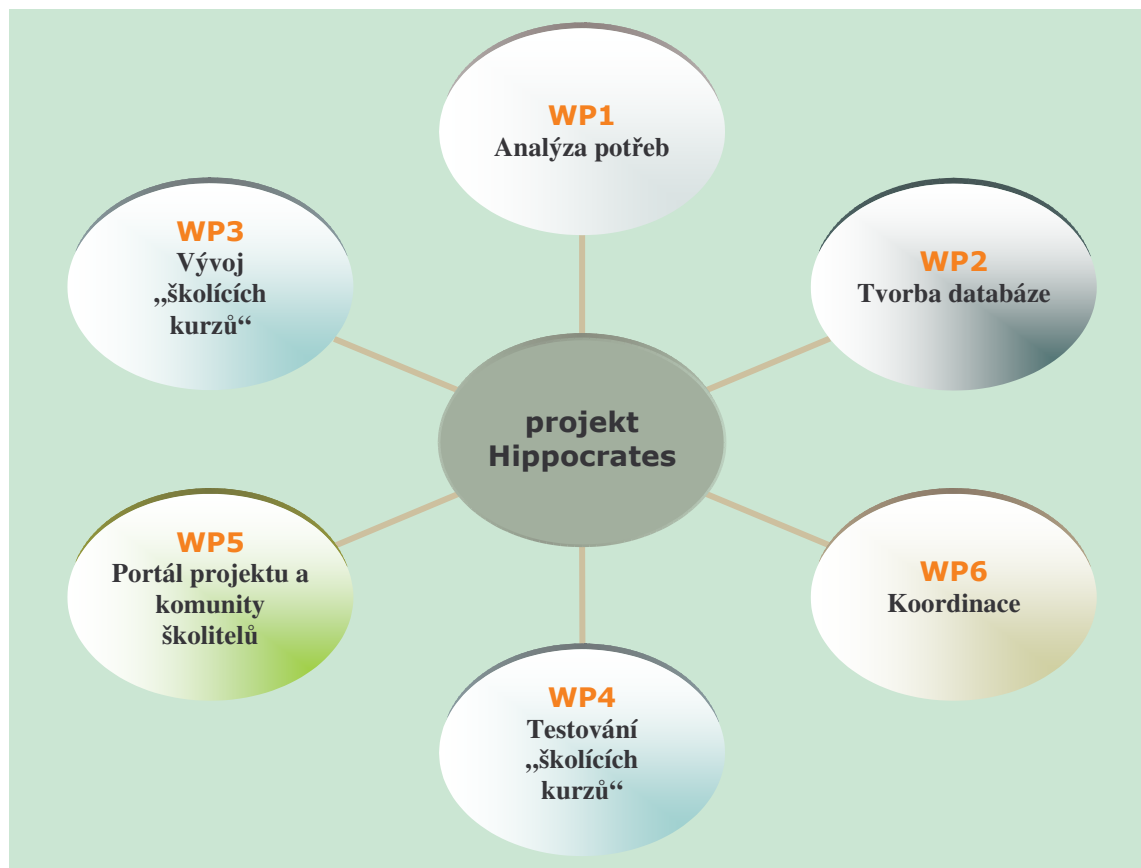 WP1
Analýza potřeb
WP3
Vývoj
„školících
kurzů“
WP2
Tvorba databáze
projekt
Hippocrates
WP5
Portál projektu a
komunity
školitelů
WP6
Koordinace
WP4
Testování
„školících
kurzů“